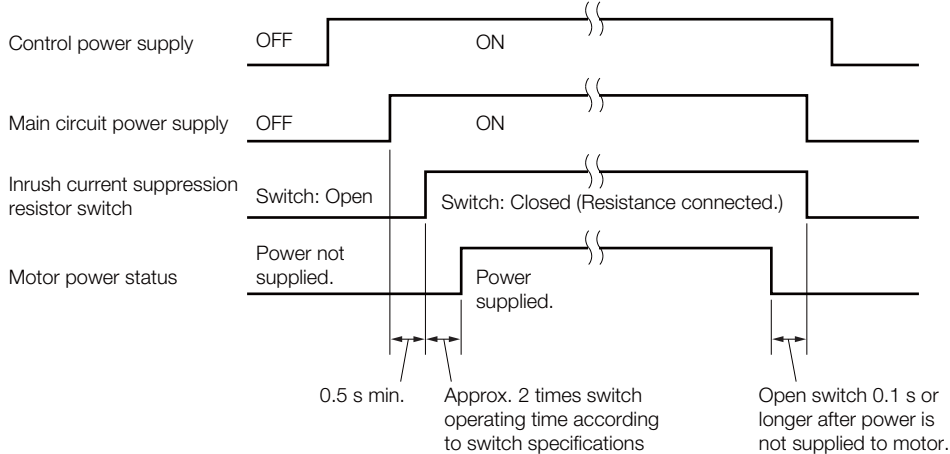 Control power supply
OFF
ON
Main circuit power supply
OFF
ON
Inrush current suppression
resistor switch
Switch: Open
Switch: Closed (Resistance connected.)
Motor power status
Power not
supplied.
Power
supplied.
0.5 s min.
Approx. 2 times switch
operating time according
to switch specifications
Open switch 0.1 s or
longer after power is
not supplied to motor.